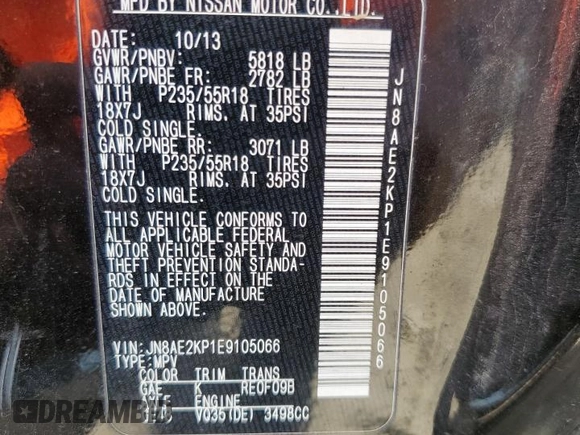 MFD BY NISSAN MOTOR CO.,LTD.
DATE: 10/13
GVWR/PNBV: 5818 LB
GAWR/PNBE FR: 2782 LB
WITH P235/55R18 TIRES
18X7J RIMS. AT 35PSI
COLD SINGLE.
GAWR/PNBE RR: 3071 LB
WITH P235/55R18 TIRES
18X7J RIMS. AT 35PSI
COLD SINGLE.
THIS VEHICLE CONFORMS TO
ALL APPLICABLE FEDERAL
MOTOR VEHICLE SAFETY AND
THEFT PREVENTION STANDA-
RDS IN EFFECT ON THE
DATE OF MANUFACTURE
SHOWN ABOVE.
VIN:JN8AE2KP1E9105066
TYPE:MPV
COLOR TRIM TRANS
GAE K RE0F09B
ENGINE
VQ35(DE) 3498CC
JN8AE2KP1E9105066